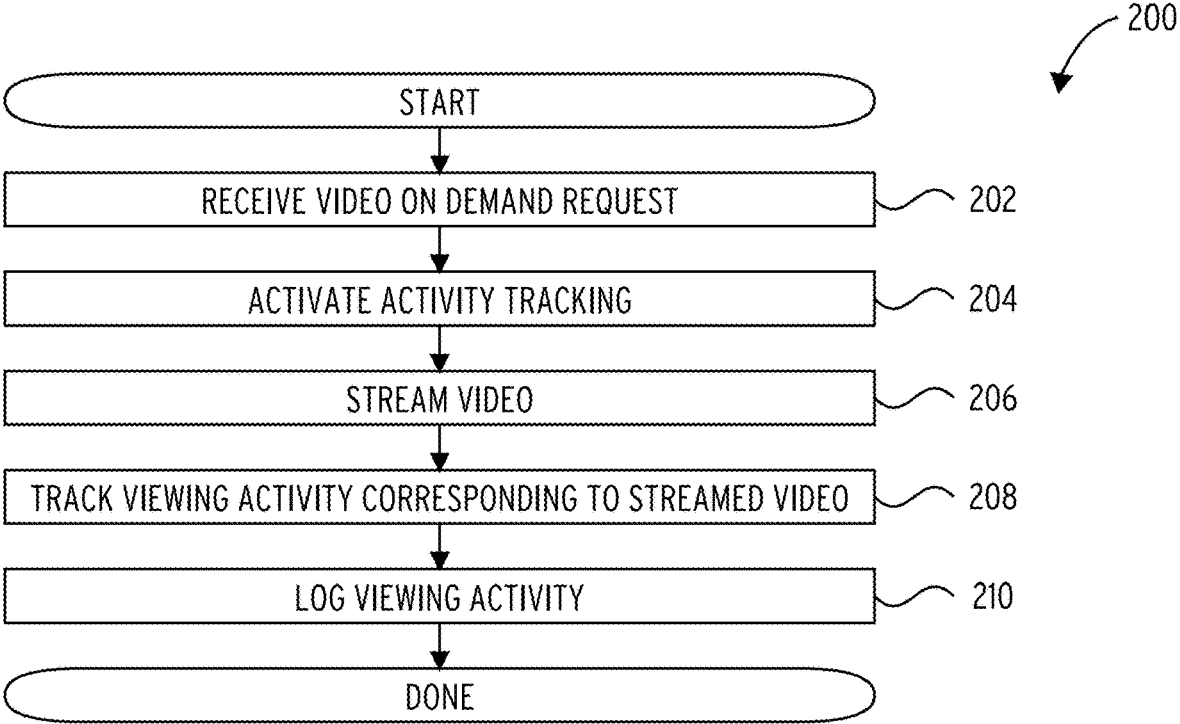 200
START
RECEIVE VIDEO ON DEMAND REQUEST
202
ACTIVATE ACTIVITY TRACKING
204
STREAM VIDEO
206
TRACK VIEWING ACTIVITY CORRESPONDING TO STREAMED VIDEO
208
LOG VIEWING ACTIVITY
210
DONE